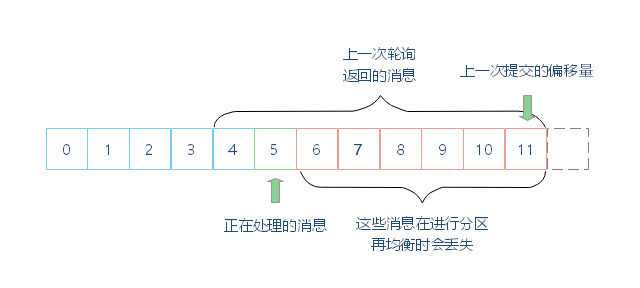 上一次轮询
返回的消息
上一次提交的偏移量
0 1 2 3 4 5 6 7 8 9 10 11
正在处理的消息
这些消息在进行分区
再均衡时会丢失